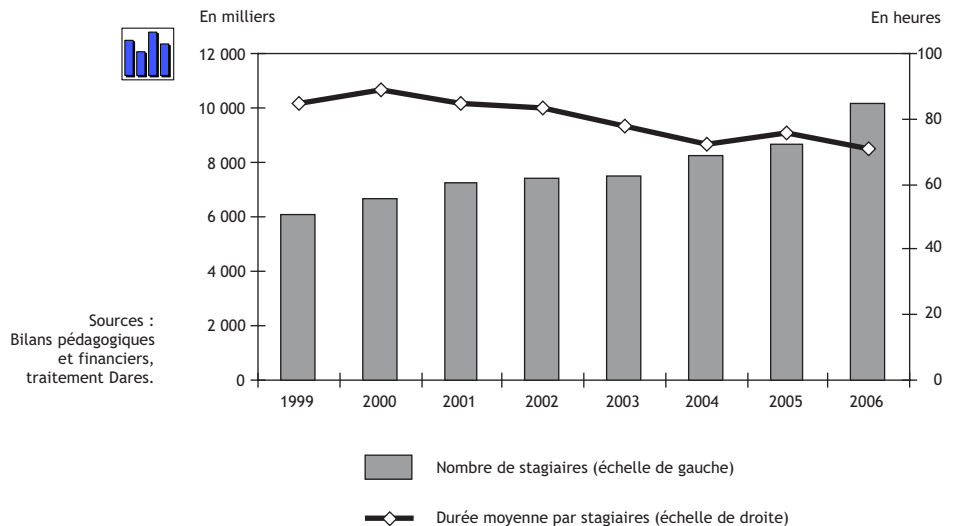 En milliers
En heures
12 000
10 000
8 000
6 000
4 000
2 000
0
100
80
60
40
20
0
1999 2000 2001 2002 2003 2004 2005 2006
Sources :
Bilans pédagogiques
et financiers,
traitement Dares.
Nombre de stagiaires (échelle de gauche)
Durée moyenne par stagiaires (échelle de droite)